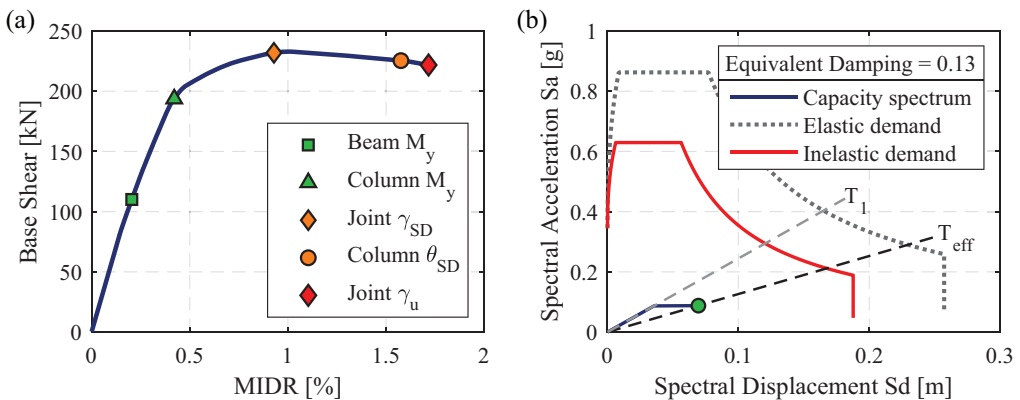 (a)
Base Shear [kN]
250
200
150
100
50
0
0 0.5 1 1.5 2
MIDR [%]
Beam M_y
Column M_y
Joint γ_SD
Column θ_SD
Joint γ_u
(b)
Spectral Acceleration Sa [g]
1
0.8
0.6
0.4
0.2
0
0 0.1 0.2 0.3
Spectral Displacement Sd [m]
Equivalent Damping = 0.13
Capacity spectrum
Elastic demand
Inelastic demand
T_1
T_eff